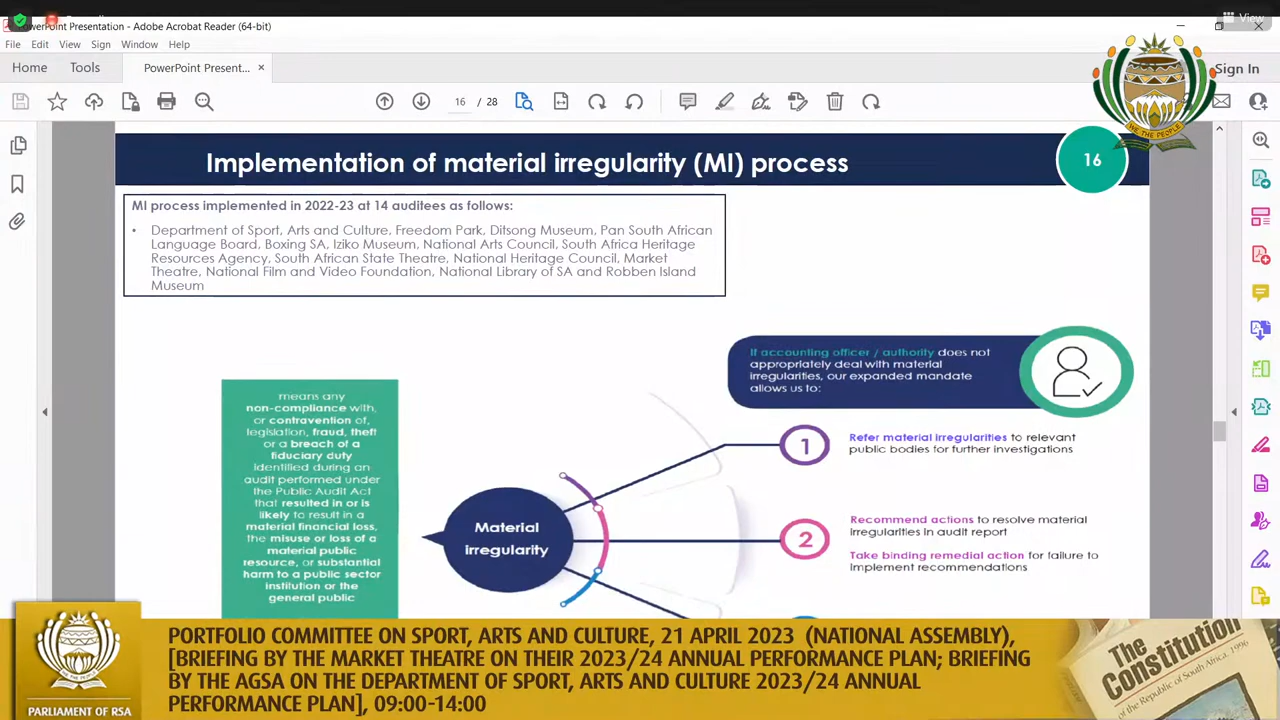 PowerPoint Presentation - Adobe Acrobat Reader (64-bit)
View
File Edit View Sign Window Help
Home Tools PowerPoint Present... × Sign In
16 / 28
WE, THE PEOPLE
Implementation of material irregularity (MI) process
16
MI process implemented in 2022-23 at 14 auditees as follows:
• Department of Sport, Arts and Culture, Freedom Park, Ditsong Museum, Pan South African
Language Board, Boxing SA, Iziko Museum, National Arts Council, South Africa Heritage
Resources Agency, South African State Theatre, National Heritage Council, Market
Theatre, National Film and Video Foundation, National Library of SA and Robben Island
Museum
If accounting officer / authority does not
appropriately deal with material
irregularities, our expanded mandate
allows us to:
means any
non-compliance with,
or contravention of,
legislation, fraud, theft
or a breach of a
fiduciary duty
identified during an
audit performed under
the Public Audit Act
that resulted in or is
likely to result in a
material financial loss,
the misuse or loss of a
material public
resource, or substantial
harm to a public sector
institution or the
general public
Material
irregularity
1
Refer material irregularities to relevant
public bodies for further investigations
2
Recommend actions to resolve material
irregularities in audit report
Take binding remedial action for failure to
implement recommendations
PARLIAMENT OF RSA
PORTFOLIO COMMITTEE ON SPORT, ARTS AND CULTURE, 21 APRIL 2023 (NATIONAL ASSEMBLY),
[BRIEFING BY THE MARKET THEATRE ON THEIR 2023/24 ANNUAL PERFORMANCE PLAN; BRIEFING
BY THE AGSA ON THE DEPARTMENT OF SPORT, ARTS AND CULTURE 2023/24 ANNUAL
PERFORMANCE PLAN], 09:00-14:00
The
Constitution
of the Republic of South Africa, 1996